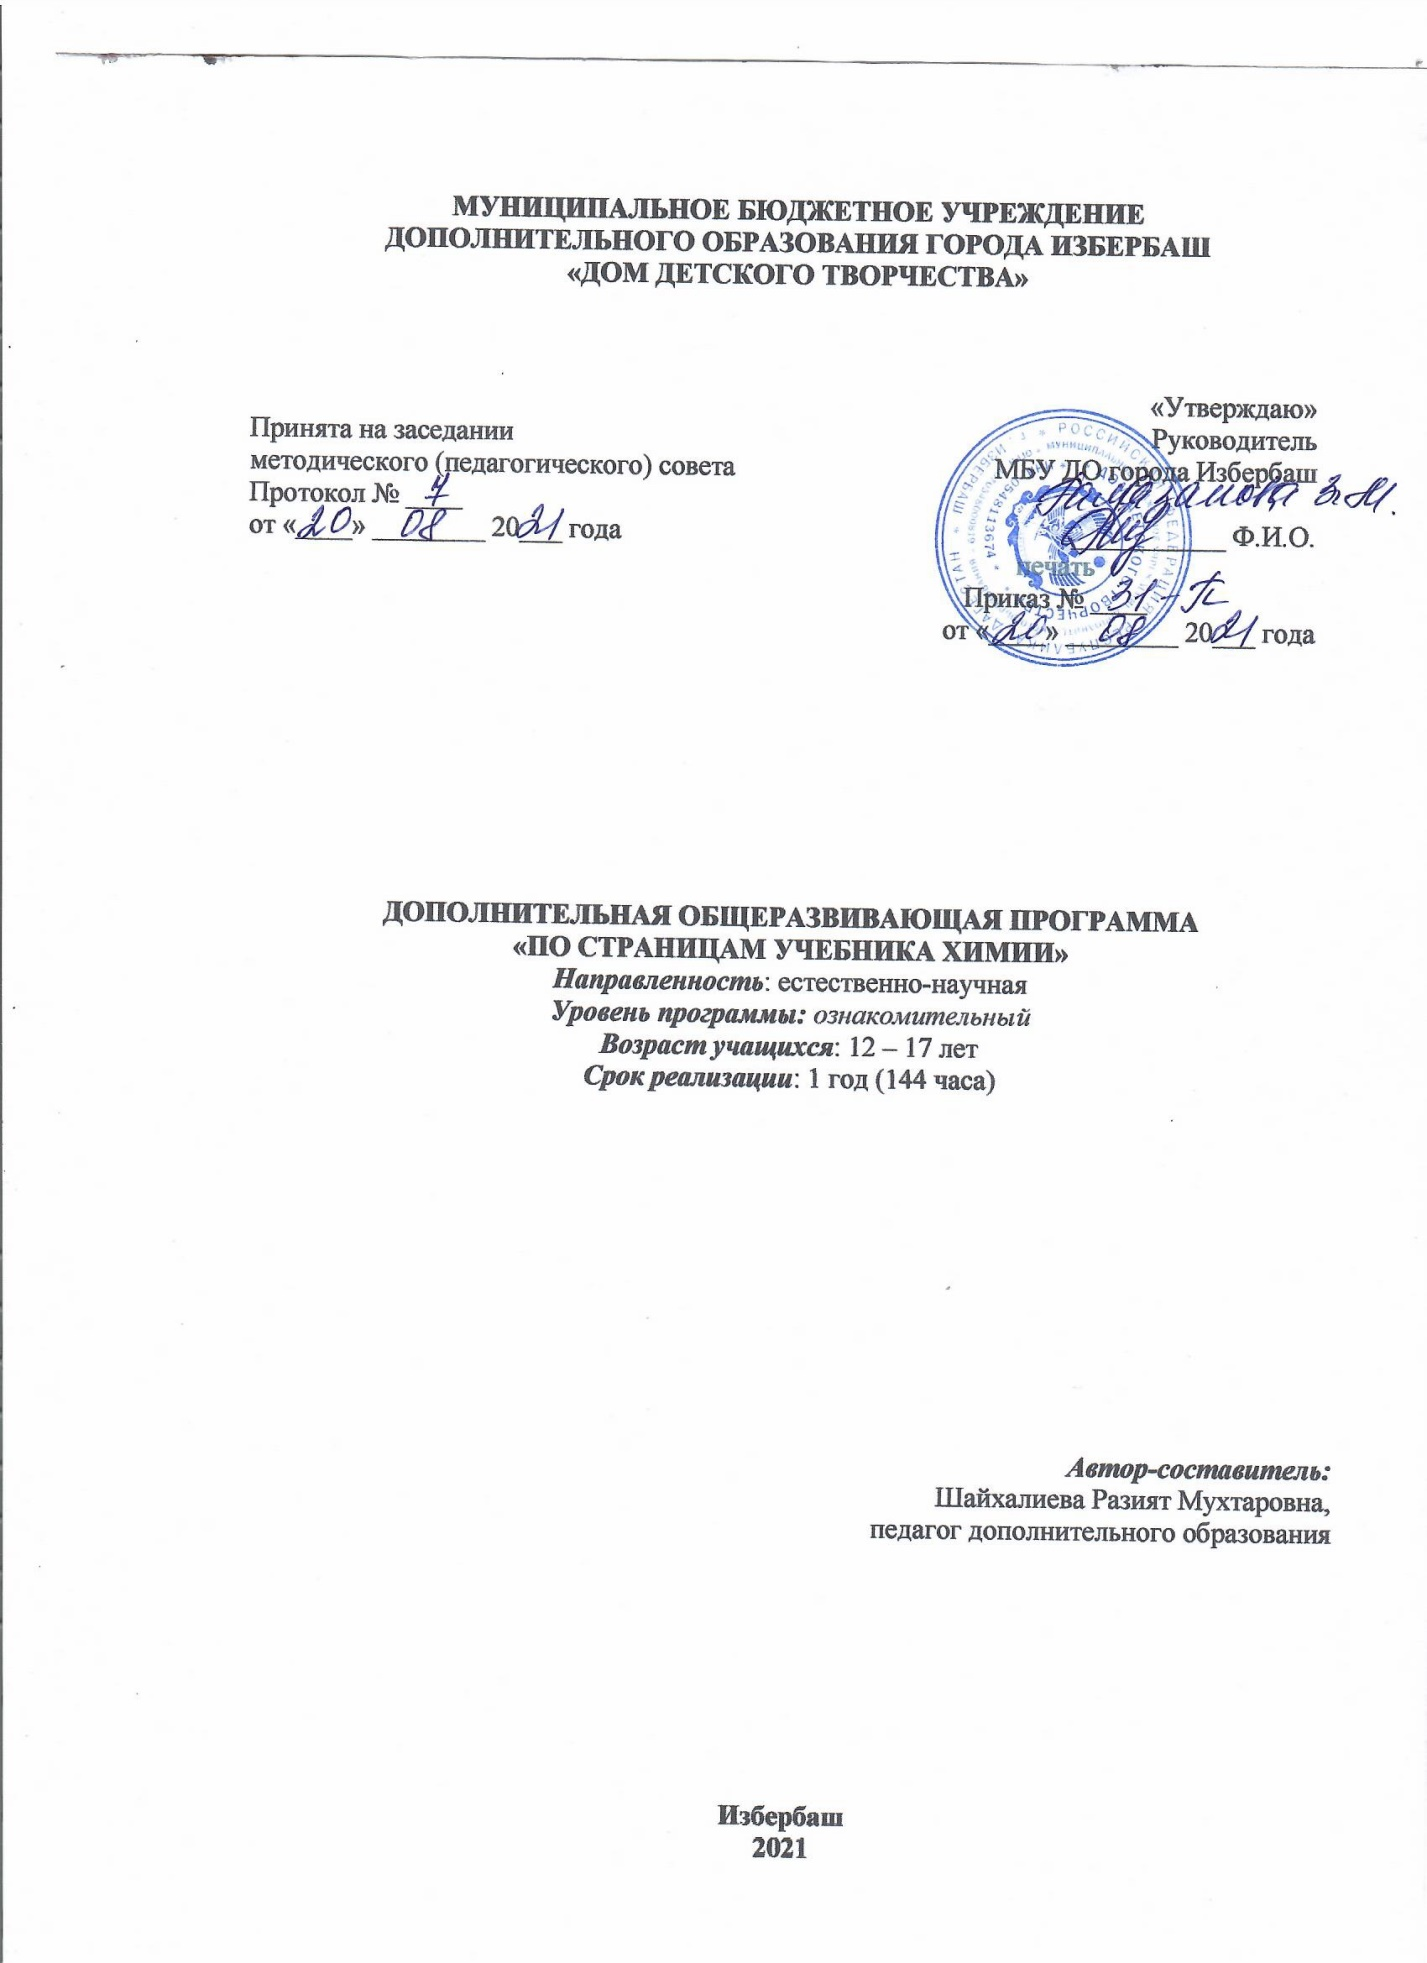 МУНИЦИПАЛЬНОЕ БЮДЖЕТНОЕ УЧРЕЖДЕНИЕ
ДОПОЛНИТЕЛЬНОГО ОБРАЗОВАНИЯ ГОРОДА ИЗБЕРБАШ
«ДОМ ДЕТСКОГО ТВОРЧЕСТВА»
Принята на заседании
методического (педагогического) совета
Протокол № 7
от «20» 08 2021 года
«Утверждаю»
Руководитель
МБУ ДО города Избербаш
Рамазанова З.М.
Ф.И.О.
печать
Приказ № 31-П
от «20» 08 2021 года
ДОПОЛНИТЕЛЬНАЯ ОБЩЕРАЗВИВАЮЩАЯ ПРОГРАММА
«ПО СТРАНИЦАМ УЧЕБНИКА ХИМИИ»
Направленность: естественно-научная
Уровень программы: ознакомительный
Возраст учащихся: 12 – 17 лет
Срок реализации: 1 год (144 часа)
Автор-составитель:
Шайхалиева Разият Мухтаровна,
педагог дополнительного образования
Избербаш
2021